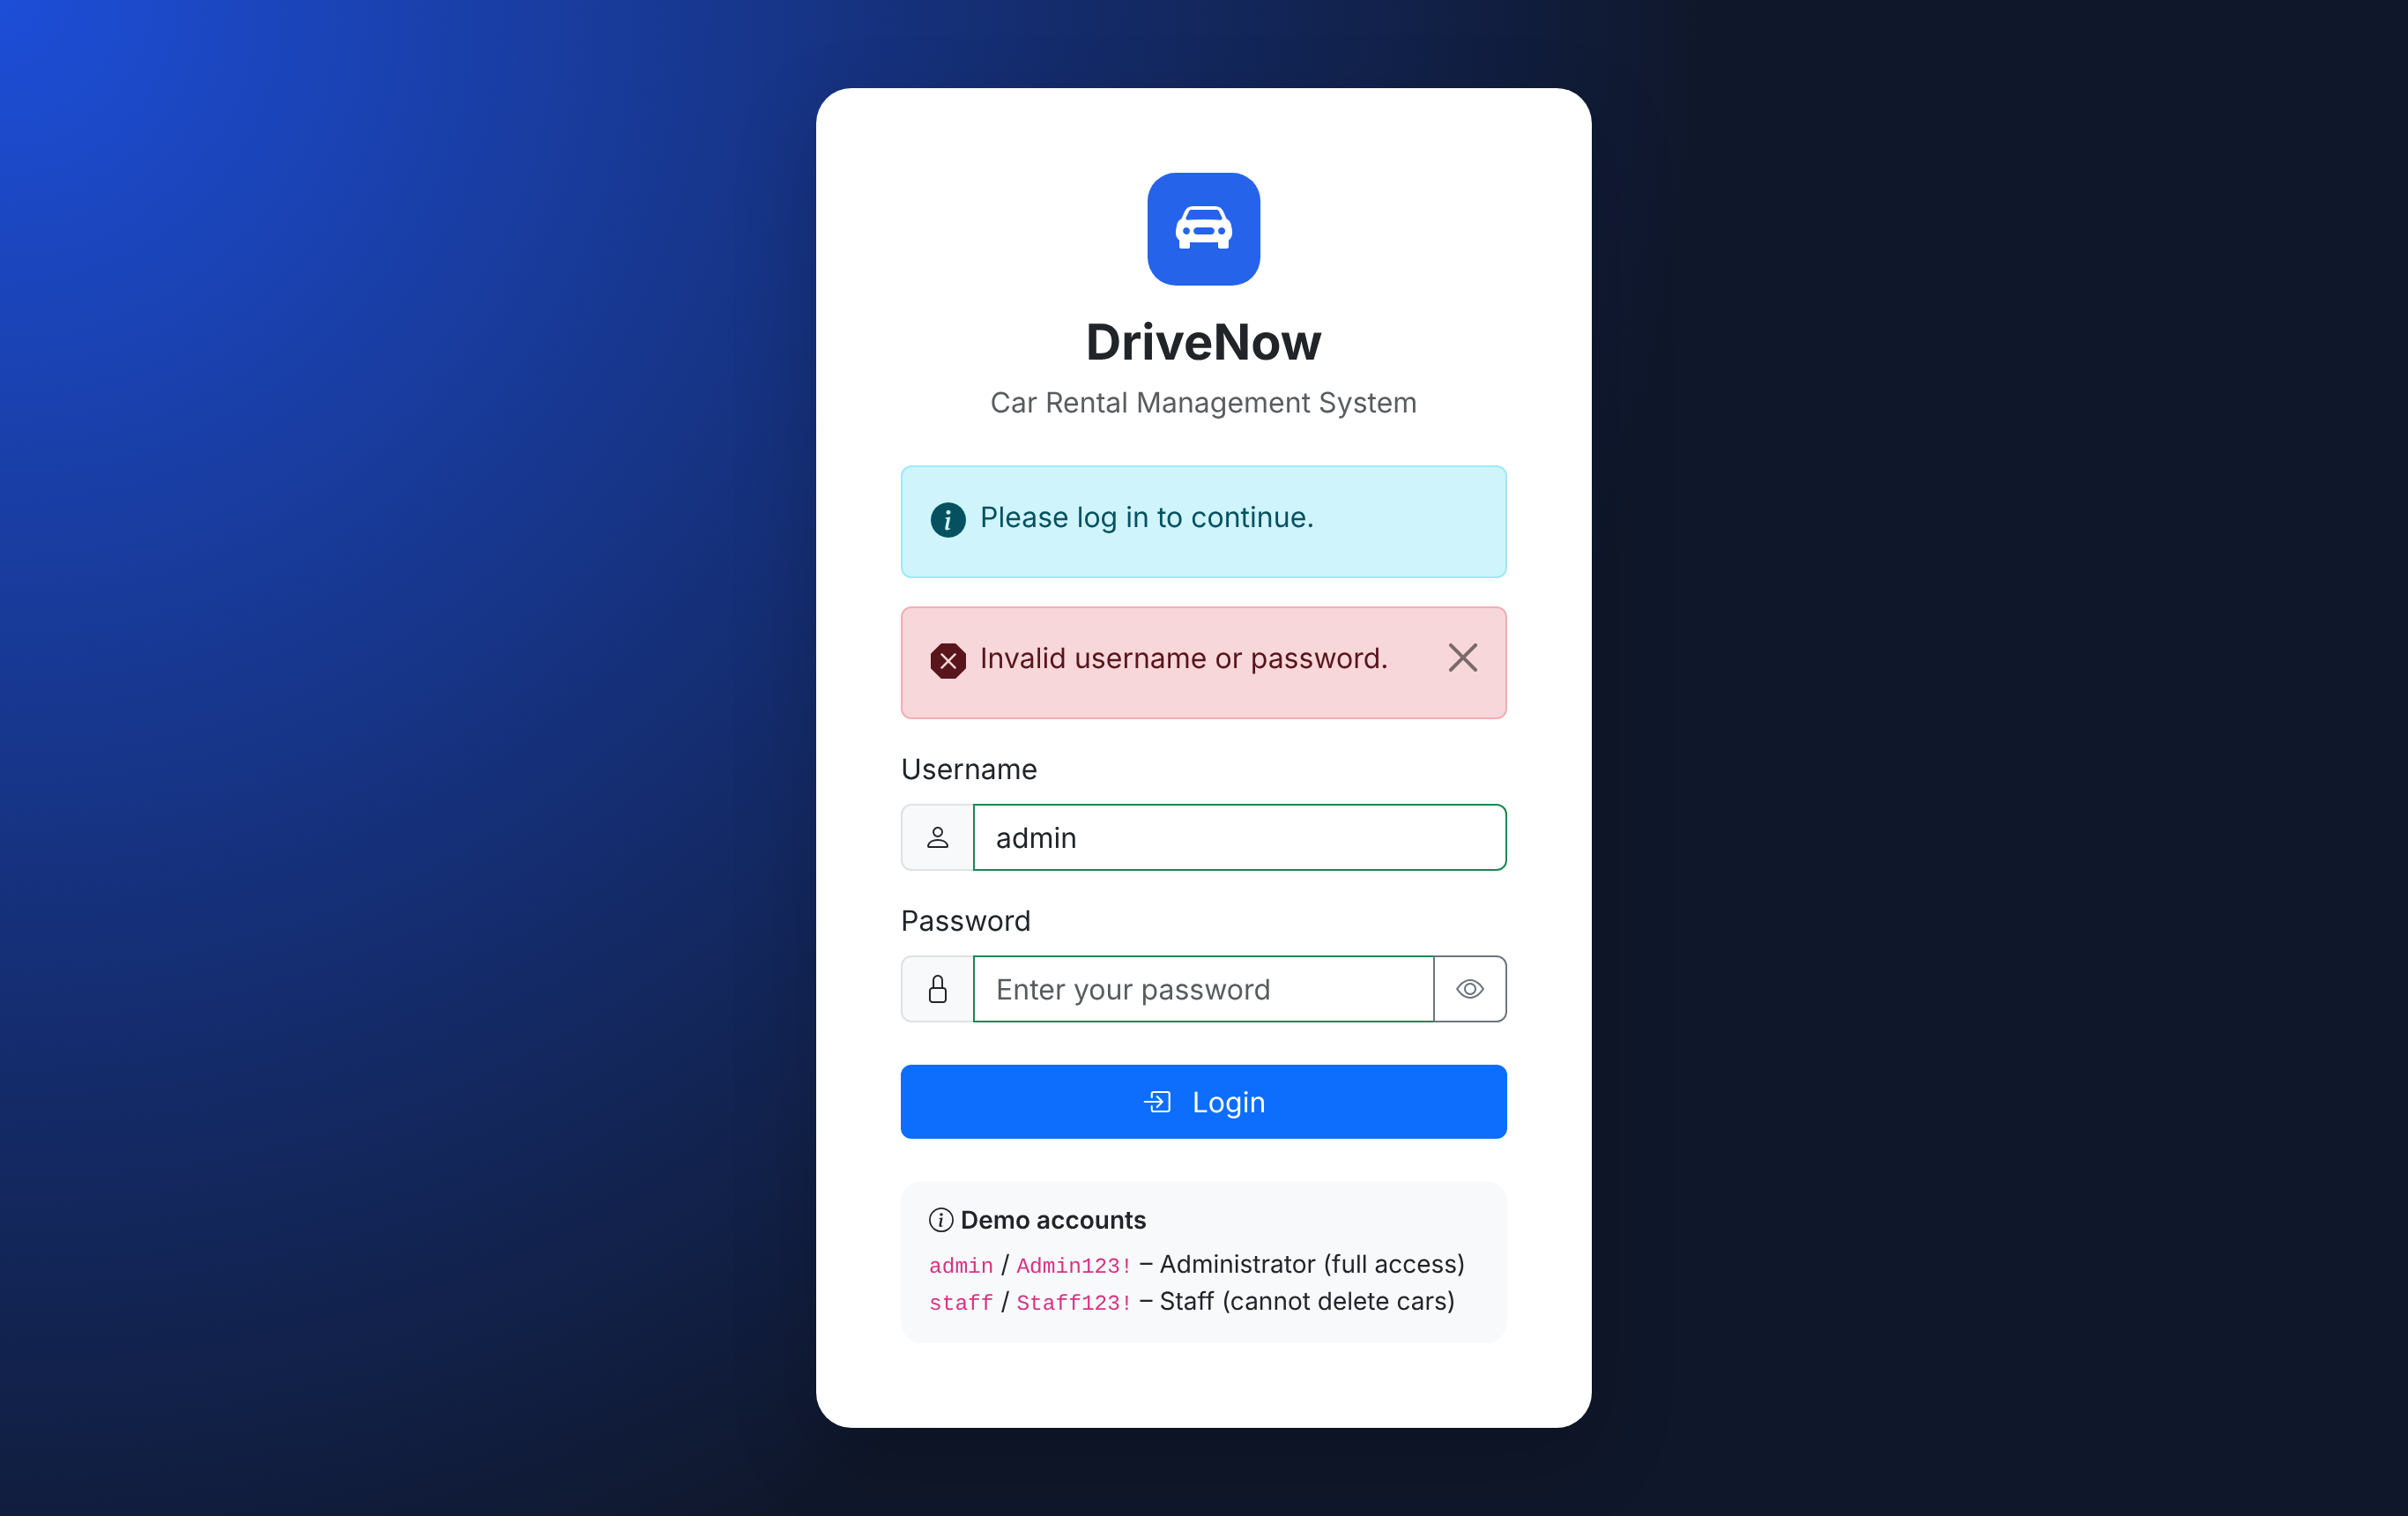 DriveNow
Car Rental Management System
Please log in to continue.
Invalid username or password.
Username
admin
Password
Enter your password
Login
Demo accounts
admin / Admin123! – Administrator (full access)
staff / Staff123! – Staff (cannot delete cars)